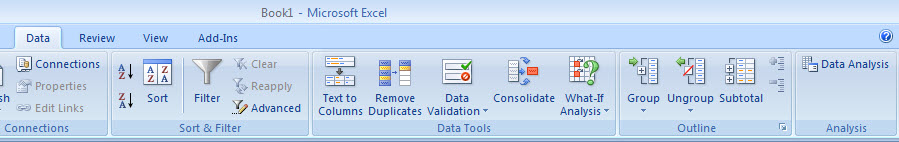 Book1 - Microsoft Excel
Data Review View Add-Ins
Connections
Properties
Edit Links
Connections
Sort
Filter
Clear
Reapply
Advanced
Sort & Filter
Text to
Columns
Remove
Duplicates
Data
Validation
Consolidate
What-If
Analysis
Data Tools
Group
Ungroup
Subtotal
Outline
Data Analysis
Analysis